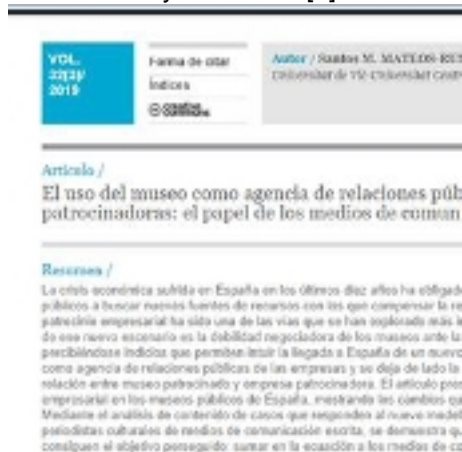 VOL.
32(3)/
2019
Forma de citar
Índices
creative commons
Autor / Santos M. MATEOS-RUS
Universitat de Vic-Universitat Cent
Artículo /
El uso del museo como agencia de relaciones púb
patrocinadoras: el papel de los medios de comun
Resumen /
La crisis económica sufrida en España en los últimos diez años ha obligado
públicos a buscar nuevas fuentes de recursos con los que compensar la re
patrocinio empresarial ha sido una de las vías que se han explorado más i
de ese nuevo escenario es la debilidad negociadora de los museos ante la
percibiéndose indicios que permiten intuir la llegada a España de un nuevo
como agencia de relaciones públicas de las empresas y se deja de lado la
relación entre museo patrocinado y empresa patrocinadora. El artículo pres
empresarial en los museos públicos de España, mostrando los cambios qu
Mediante el análisis de contenido de casos que responden al nuevo model
periodistas culturales de medios de comunicación escrita, se demuestra qu
consiguen el objetivo perseguido: sumar en la ecuación a los medios de co